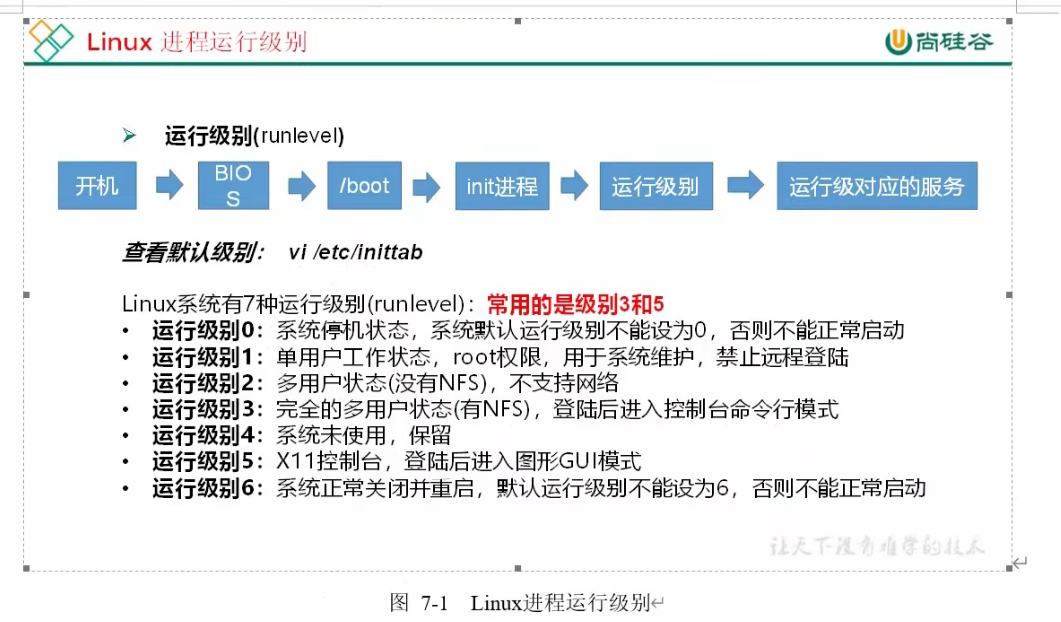 Linux 进程运行级别
尚硅谷
➢ 运行级别(runlevel)
开机
BIO
S
/boot
init进程
运行级别
运行级对应的服务
查看默认级别： vi /etc/inittab
Linux系统有7种运行级别(runlevel)：常用的是级别3和5
• 运行级别0：系统停机状态，系统默认运行级别不能设为0，否则不能正常启动
• 运行级别1：单用户工作状态，root权限，用于系统维护，禁止远程登陆
• 运行级别2：多用户状态(没有NFS)，不支持网络
• 运行级别3：完全的多用户状态(有NFS)，登陆后进入控制台命令行模式
• 运行级别4：系统未使用，保留
• 运行级别5：X11控制台，登陆后进入图形GUI模式
• 运行级别6：系统正常关闭并重启，默认运行级别不能设为6，否则不能正常启动
让天下没有难学的技术
图 7-1 Linux进程运行级别